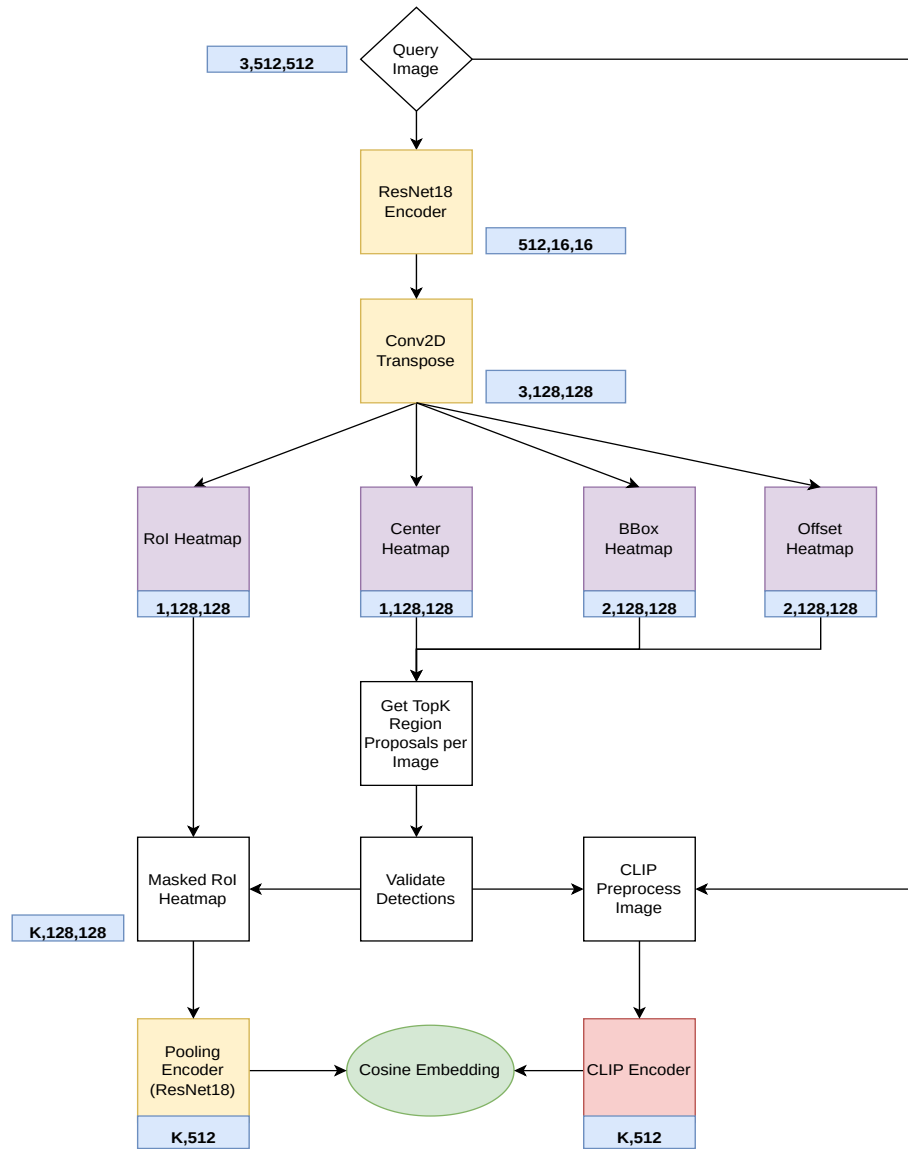 Query
Image
3,512,512
ResNet18
Encoder
512,16,16
Conv2D
Transpose
3,128,128
RoI Heatmap
1,128,128
Center
Heatmap
1,128,128
BBox
Heatmap
2,128,128
Offset
Heatmap
2,128,128
Get TopK
Region
Proposals per
Image
Masked RoI
Heatmap
K,128,128
Validate
Detections
CLIP
Preprocess
Image
Pooling
Encoder
(ResNet18)
K,512
Cosine Embedding
CLIP Encoder
K,512